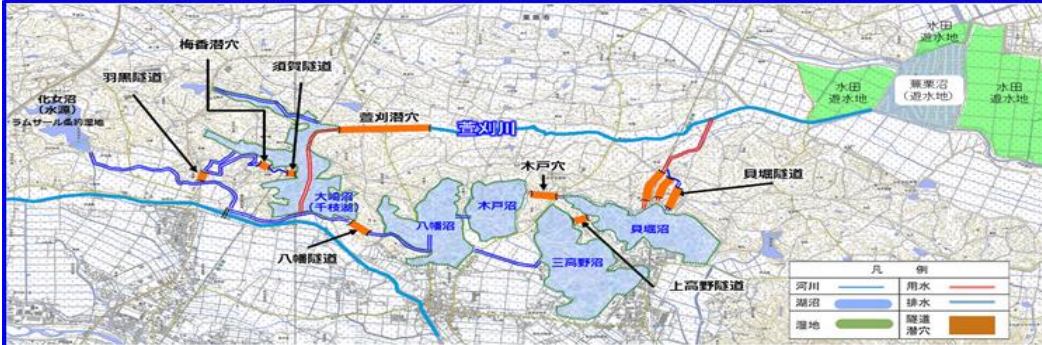 梅香潜穴
須賀隧道
羽黒隧道
化女沼
(水源)
ラムサール条約湿地
萱刈潜穴
萱刈川
水田
遊水地
水田
遊水地
蕪栗沼
(遊水地)
水田
遊水地
木戸穴
貝堀隧道
大崎沼
(千枝湖)
八幡沼
木戸沼
貝堀沼
三高野沼
八幡隧道
上高野隧道
凡 例
河川 用水
湖沼 排水
湿地 隧道
潜穴